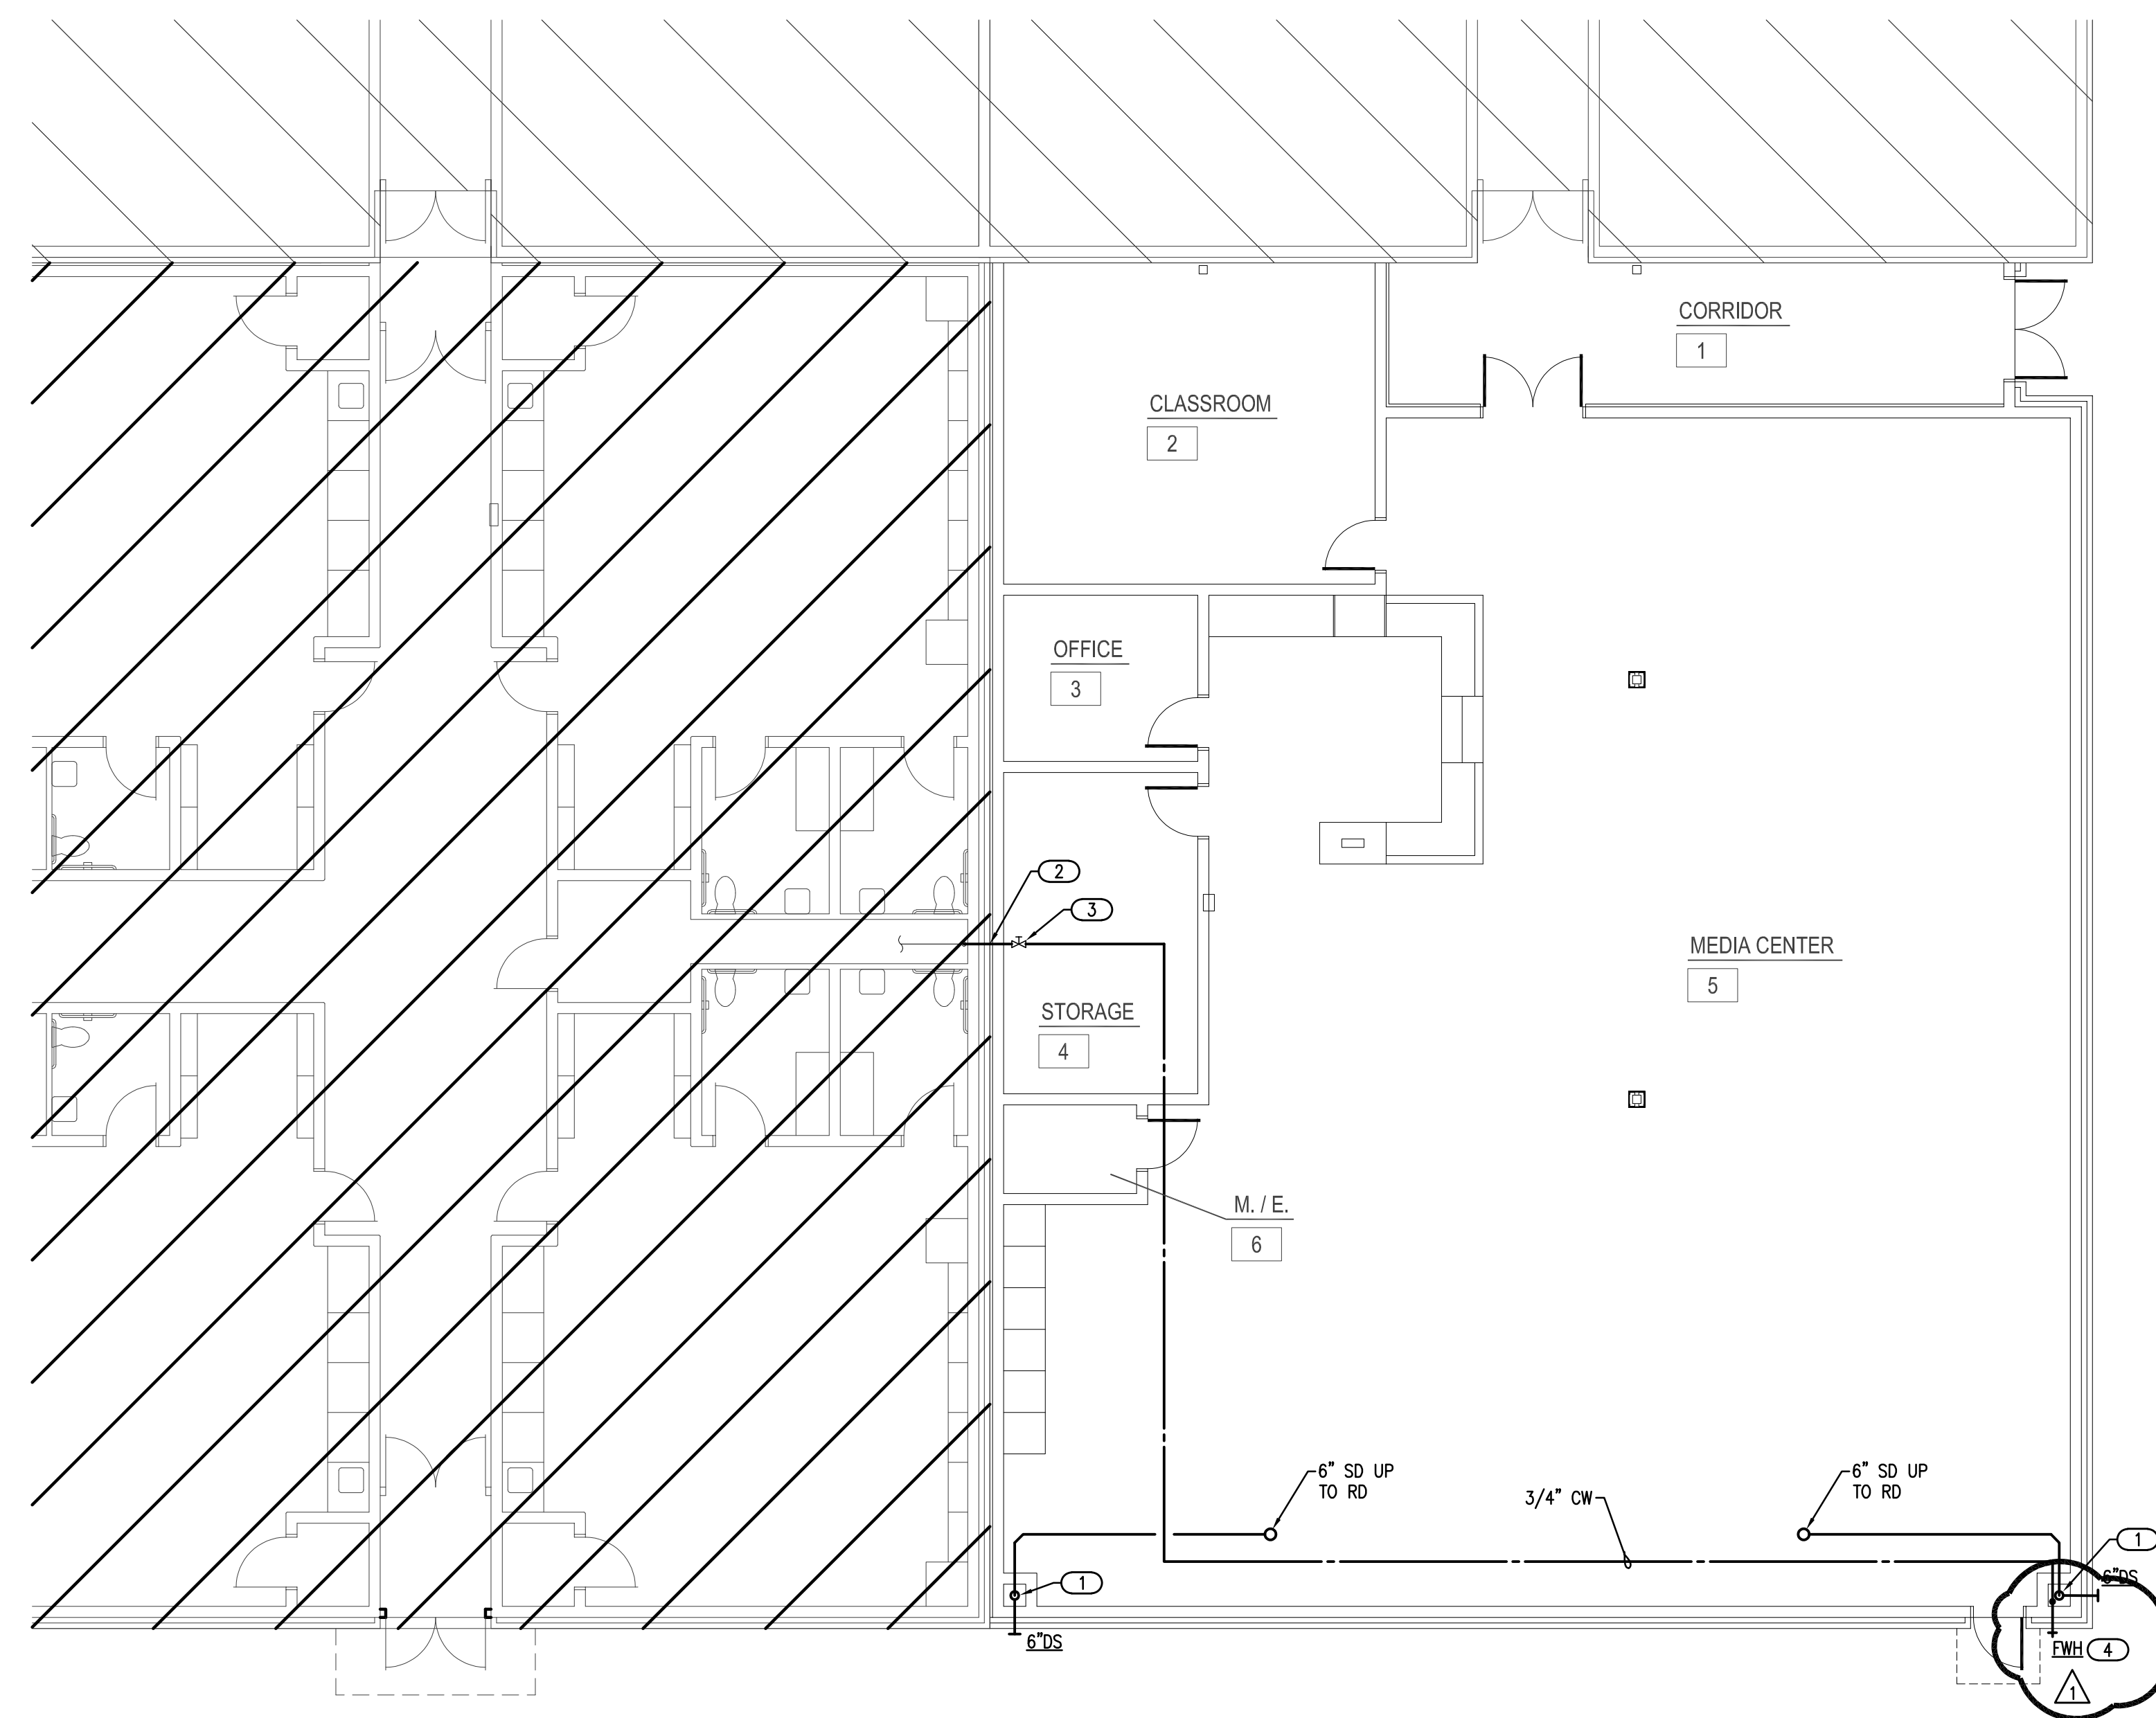 CORRIDOR
1
CLASSROOM
2
OFFICE
3
2
3
MEDIA CENTER
5
STORAGE
4
M. / E.
6
6" SD UP
TO RD
3/4" CW
6" SD UP
TO RD
1
1
6"DS
6"DS
FWH 4
1